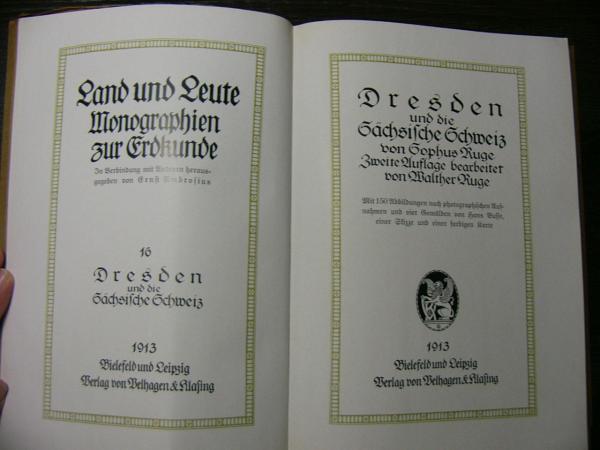 Land und Leute
Monographien
zur Erdkunde
In Verbindung mit Anderen heraus-
gegeben von Ernst Ambrosius
16
Dresden
und die
Sächsische Schweiz
1913
Bielefeld und Leipzig
Verlag von Velhagen & Klasing
Dresden
und die
Sächsische Schweiz
von Sophus Ruge
Zweite Auflage bearbeitet
von Walther Ruge
Mit 150 Abbildungen nach photographischen Auf-
nahmen und vier Gemälden von Hans Busse,
einer Skizze und einer farbigen Karte
1913
Bielefeld und Leipzig
Verlag von Velhagen & Klasing